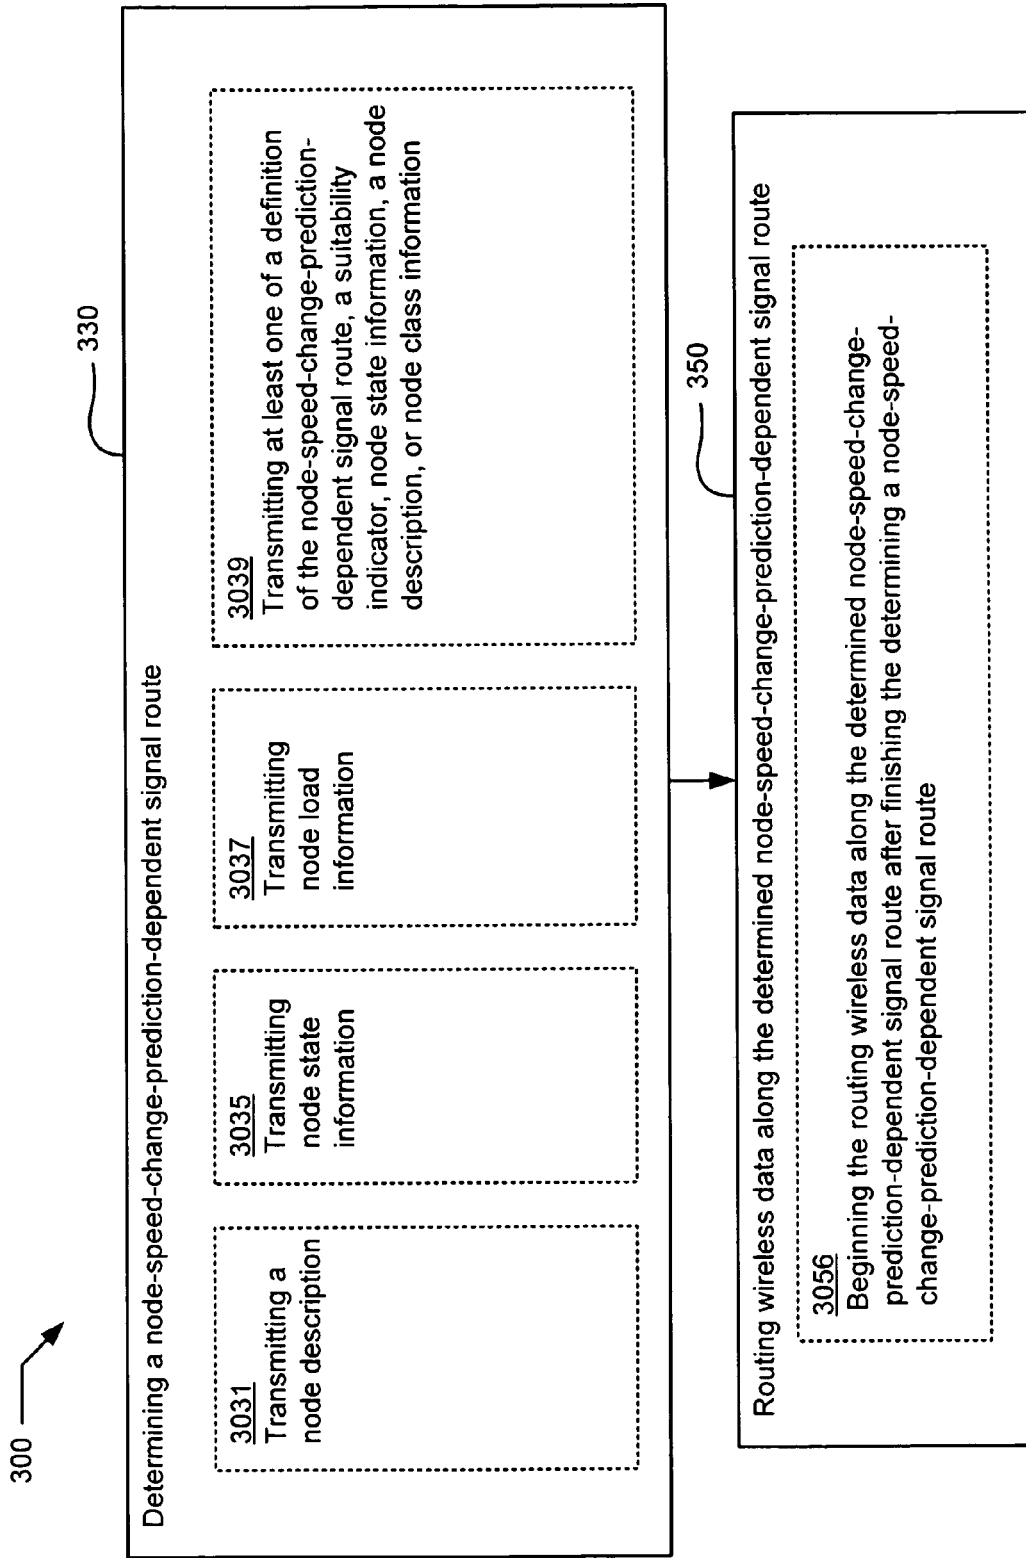 300
330
Determining a node-speed-change-prediction-dependent signal route
3031
Transmitting a
node description
3035
Transmitting
node state
information
3037
Transmitting
node load
information
3039
Transmitting at least one of a definition
of the node-speed-change-prediction-
dependent signal route, a suitability
indicator, node state information, a node
description, or node class information
350
Routing wireless data along the determined node-speed-change-prediction-dependent signal route
3056
Beginning the routing wireless data along the determined node-speed-change-
prediction-dependent signal route after finishing the determining a node-speed-
change-prediction-dependent signal route